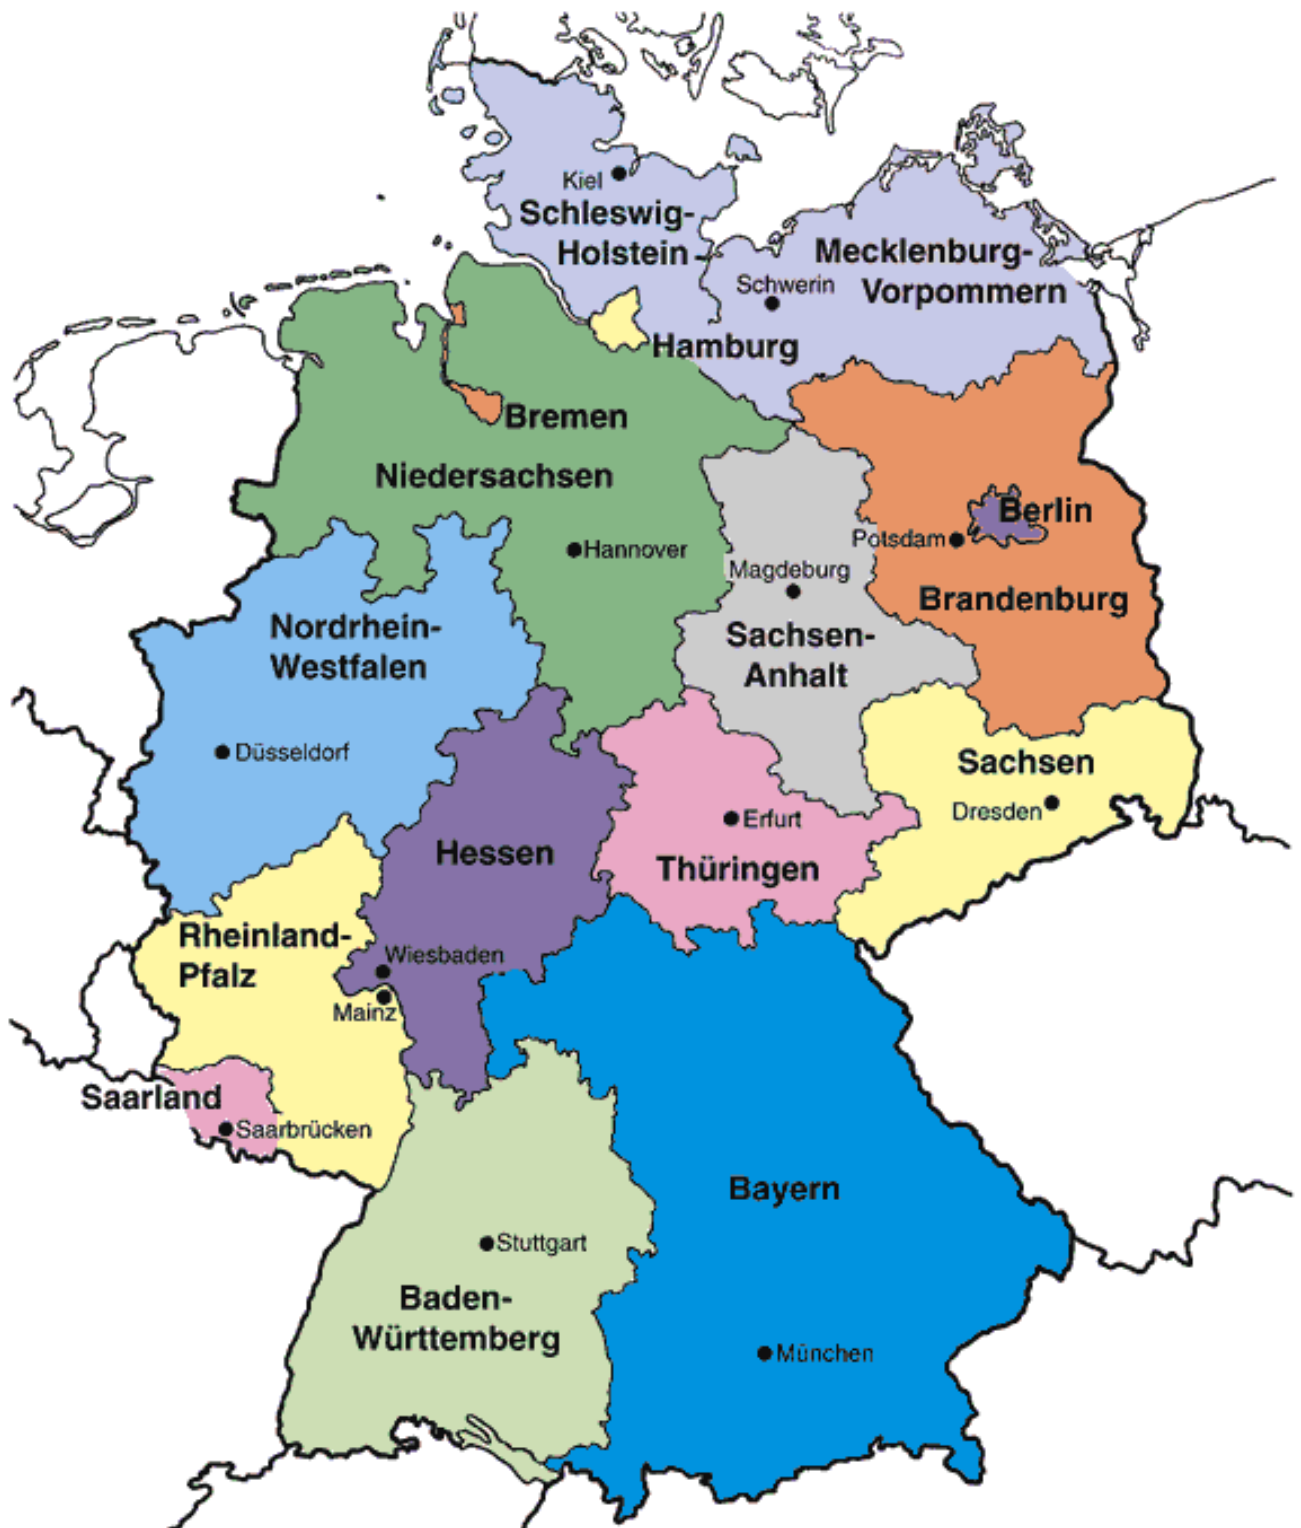 Kiel
Schleswig-
Holstein
Mecklenburg-
Vorpommern
Schwerin
Hamburg
Bremen
Niedersachsen
Hannover
Berlin
Potsdam
Brandenburg
Magdeburg
Sachsen-
Anhalt
Nordrhein-
Westfalen
Düsseldorf
Sachsen
Dresden
Erfurt
Thüringen
Hessen
Wiesbaden
Rheinland-
Pfalz
Mainz
Saarland
Saarbrücken
Bayern
München
Stuttgart
Baden-
Württemberg